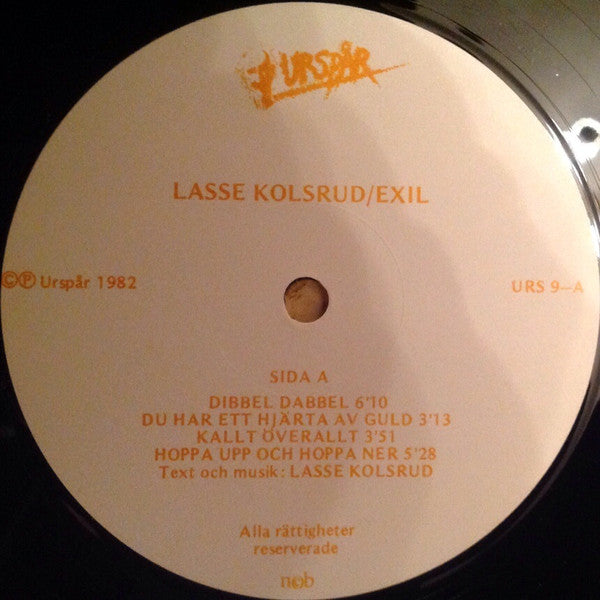 URSPÅR
LASSE KOLSRUD/EXIL
©Ⓟ Urspår 1982
URS 9-A
SIDA A
DIBBEL DABBEL 6'10
DU HAR ETT HJÄRTA AV GULD 3'13
KALLT ÖVERALLT 3'51
HOPPA UPP OCH HOPPA NER 5'28
Text och musik: LASSE KOLSRUD
Alla rättigheter
reserverade
ncb